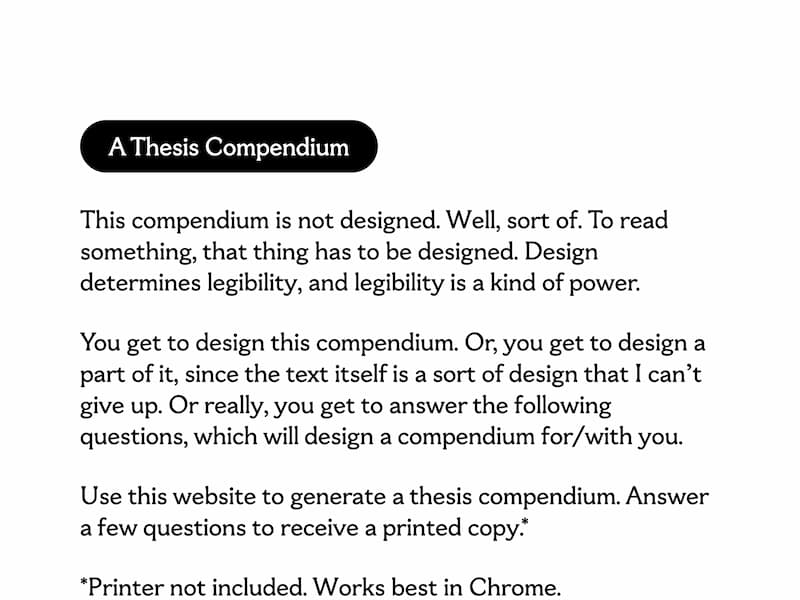 A Thesis Compendium
This compendium is not designed. Well, sort of. To read
something, that thing has to be designed. Design
determines legibility, and legibility is a kind of power.
You get to design this compendium. Or, you get to design a
part of it, since the text itself is a sort of design that I can’t
give up. Or really, you get to answer the following
questions, which will design a compendium for/with you.
Use this website to generate a thesis compendium. Answer
a few questions to receive a printed copy.*
*Printer not included. Works best in Chrome.